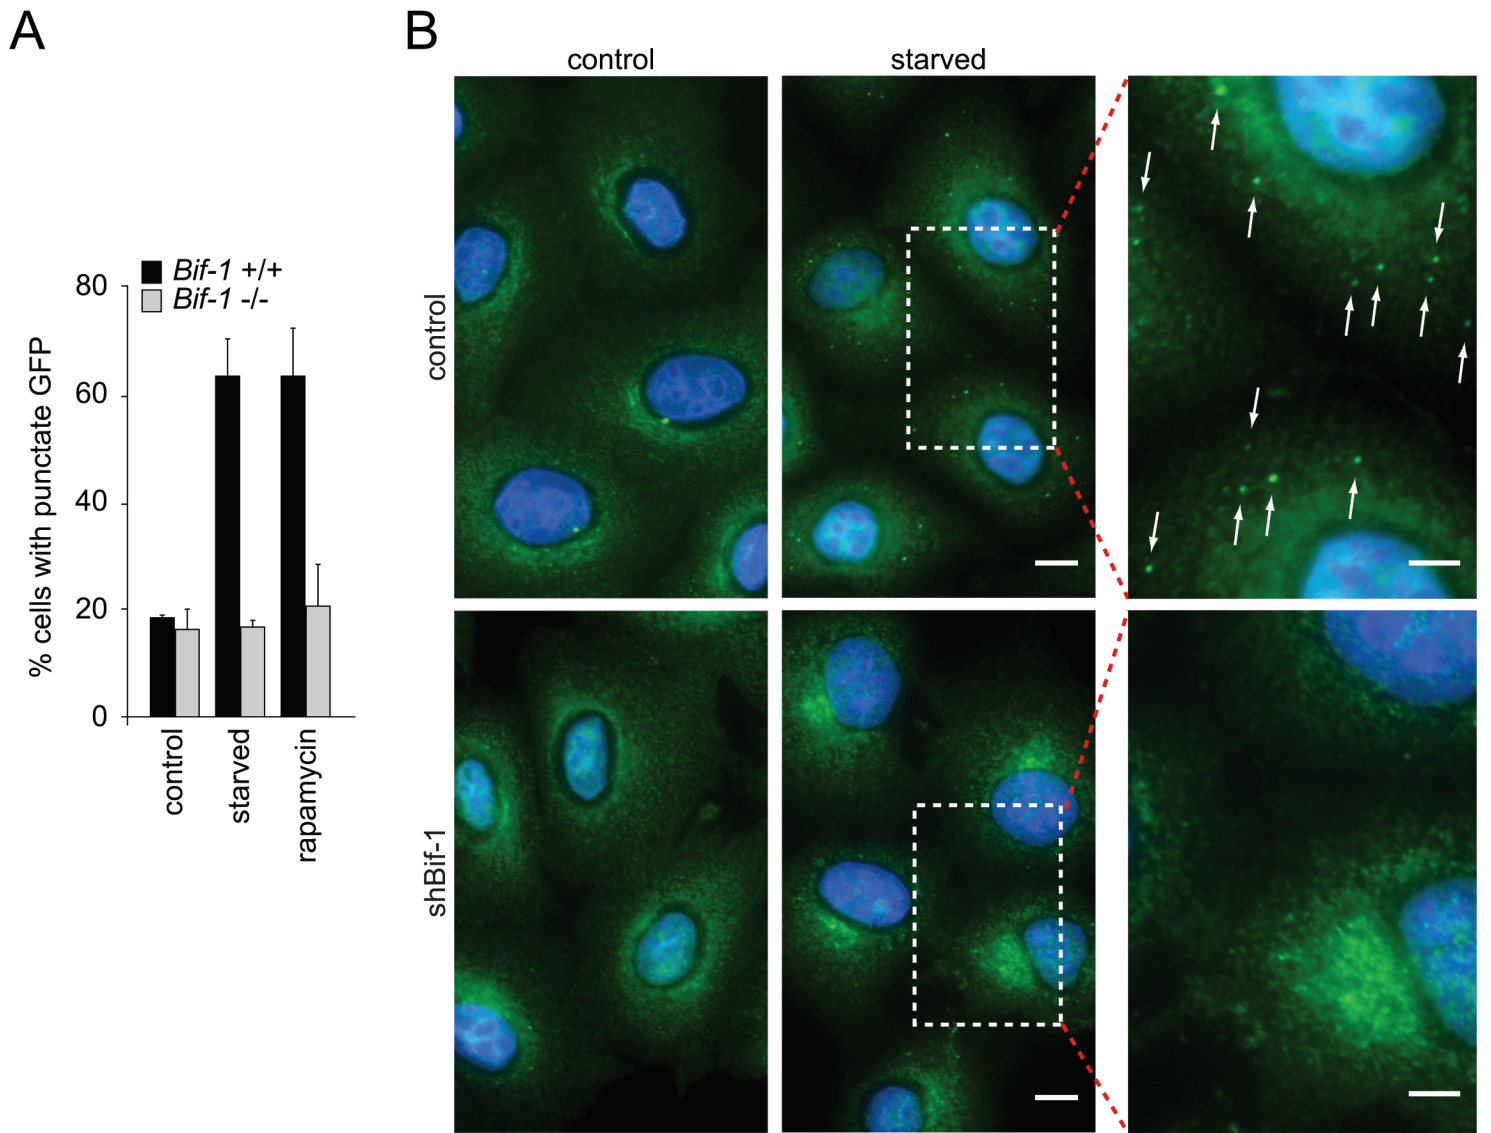 A
B
control
starved
Bif-1 +/+
Bif-1 -/-
80
60
40
20
0
% cells with punctate GFP
control
starved
rapamycin
control
shBif-1